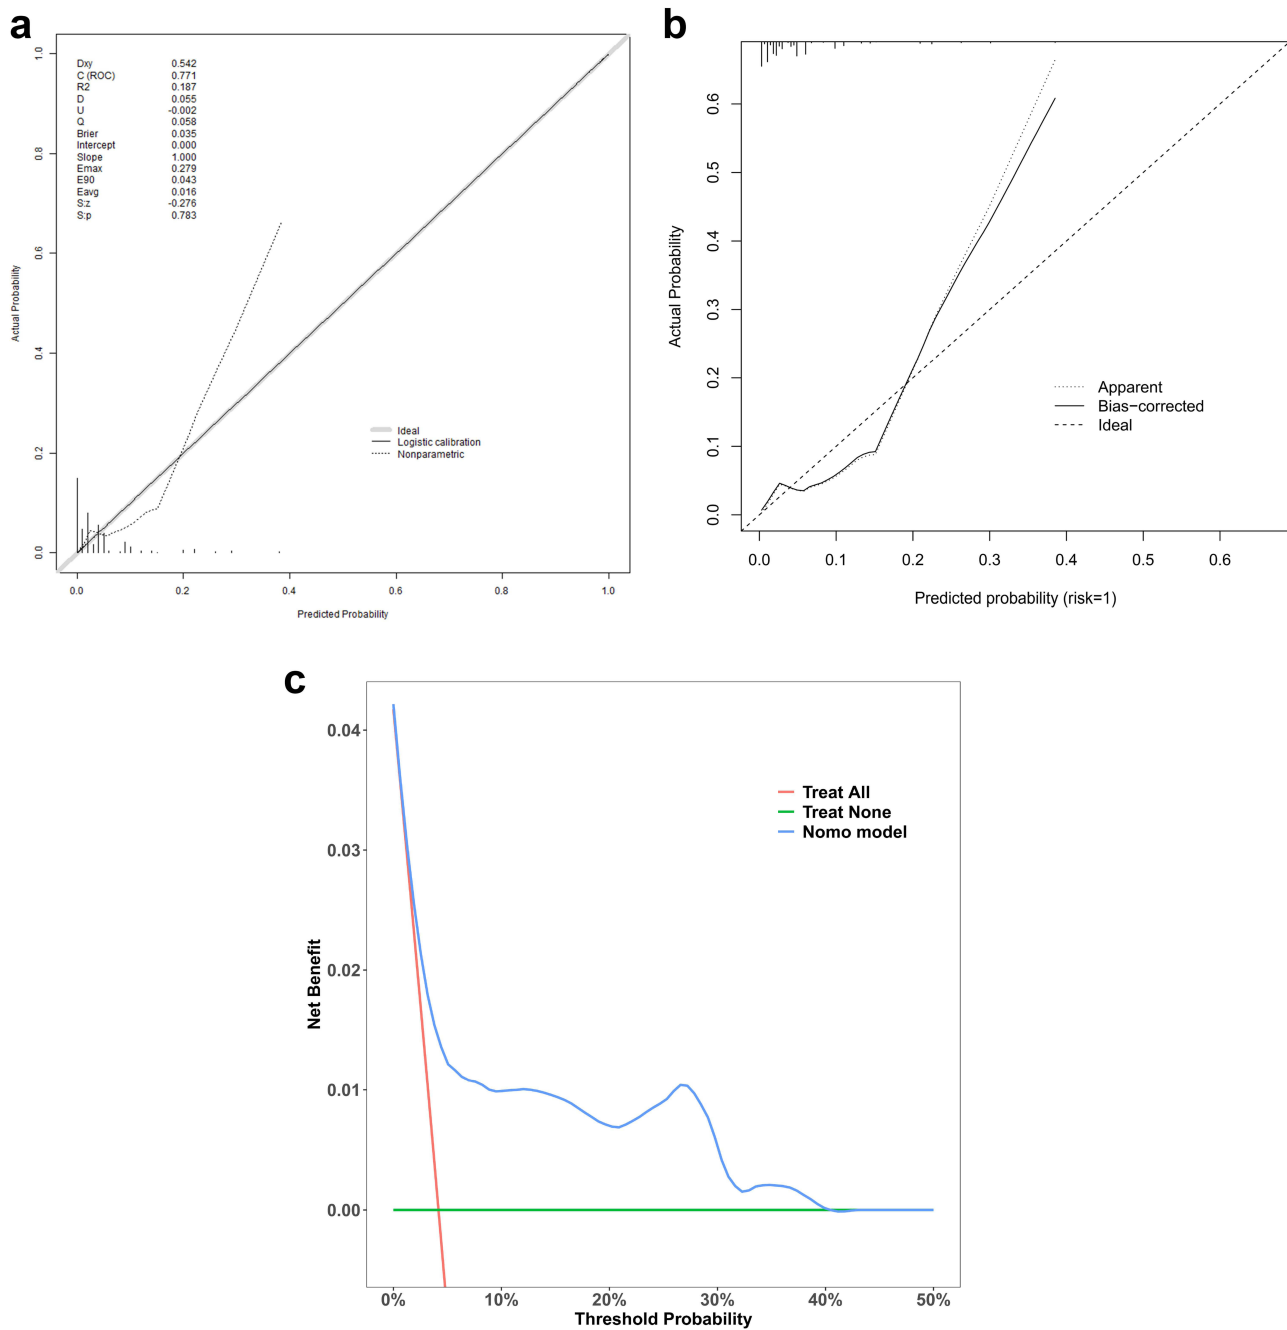 a
Dxy 0.542
C (ROC) 0.771
R2 0.187
D 0.055
U -0.002
Q 0.058
Brier 0.035
Intercept 0.000
Slope 1.000
Emax 0.279
E90 0.043
Eavg 0.016
S:z -0.276
S:p 0.783
Ideal
Logistic calibration
Nonparametric
Actual Probability
1.0
0.8
0.6
0.4
0.2
0.0
0.0 0.2 0.4 0.6 0.8 1.0
Predicted Probability
b
Actual Probability
0.6
0.5
0.4
0.3
0.2
0.1
0.0
Apparent
Bias−corrected
Ideal
0.0 0.1 0.2 0.3 0.4 0.5 0.6
Predicted probability (risk=1)
c
Net Benefit
0.04
0.03
0.02
0.01
0.00
Treat All
Treat None
Nomo model
0% 10% 20% 30% 40% 50%
Threshold Probability